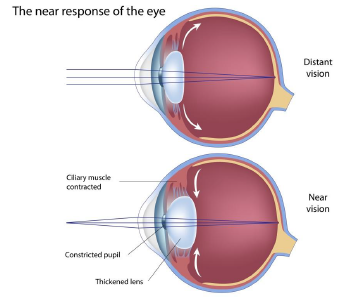 The near response of the eye
Distant
vision
Ciliary muscle
contracted
Near
vision
Constricted pupil
Thickened lens